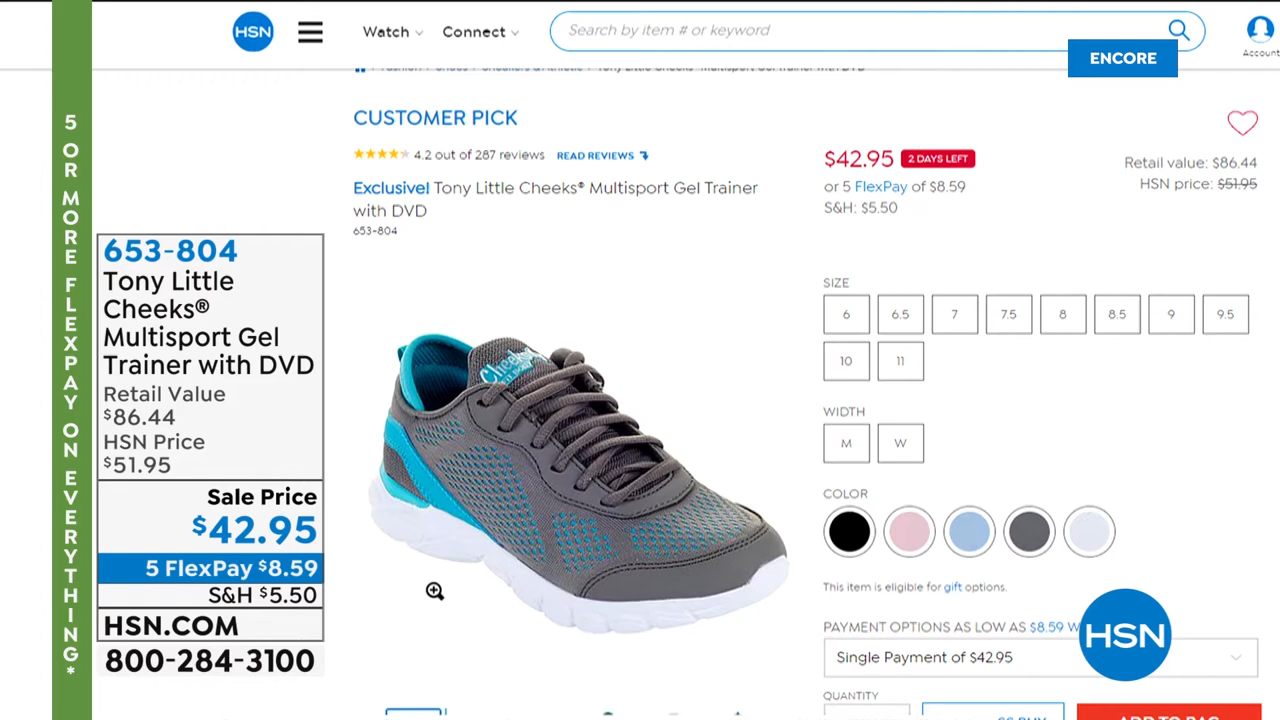 HSN
Watch
Connect
Search by item # or keyword
Account
ENCORE
5 OR MORE FLEXPAY ON EVERYTHING*
CUSTOMER PICK
4.2 out of 287 reviews READ REVIEWS
Exclusive! Tony Little Cheeks® Multisport Gel Trainer
with DVD
653-804
$42.95 2 DAYS LEFT
or 5 FlexPay of $8.59
S&H: $5.50
Retail value: $86.44
HSN price: $51.95
653-804
Tony Little
Cheeks®
Multisport Gel
Trainer with DVD
Retail Value
$86.44
HSN Price
$51.95
Sale Price
$42.95
5 FlexPay $8.59
S&H $5.50
HSN.COM
800-284-3100
Cheeks
SIZE
6 6.5 7 7.5 8 8.5 9 9.5
10 11
WIDTH
M W
COLOR
This item is eligible for gift options.
PAYMENT OPTIONS AS LOW AS $8.59 W
HSN
Single Payment of $42.95
QUANTITY
ADD TO BAG